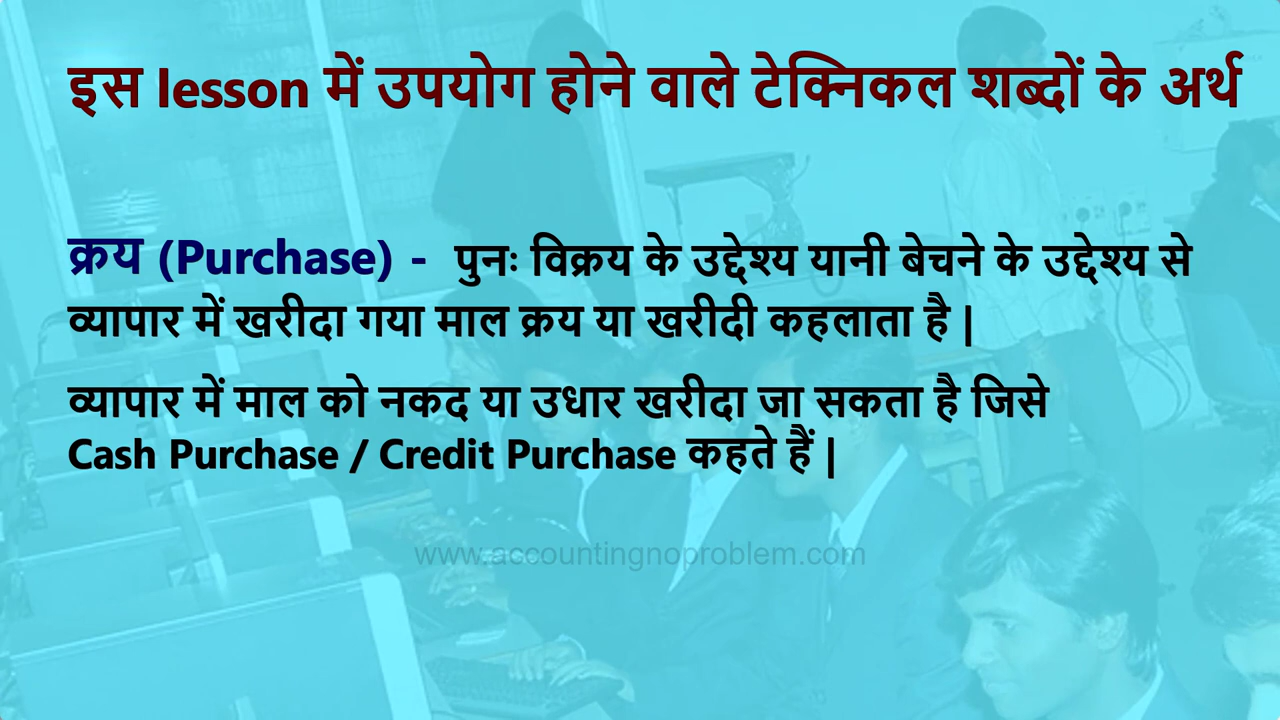 इस lesson में उपयोग होने वाले टेक्निकल शब्दों के अर्थ
क्रय (Purchase) - पुनः विक्रय के उद्देश्य यानी बेचने के उद्देश्य से
व्यापार में खरीदा गया माल क्रय या खरीदी कहलाता है |
व्यापार में माल को नकद या उधार खरीदा जा सकता है जिसे
Cash Purchase / Credit Purchase कहते हैं |
www.accountingnoproblem.com